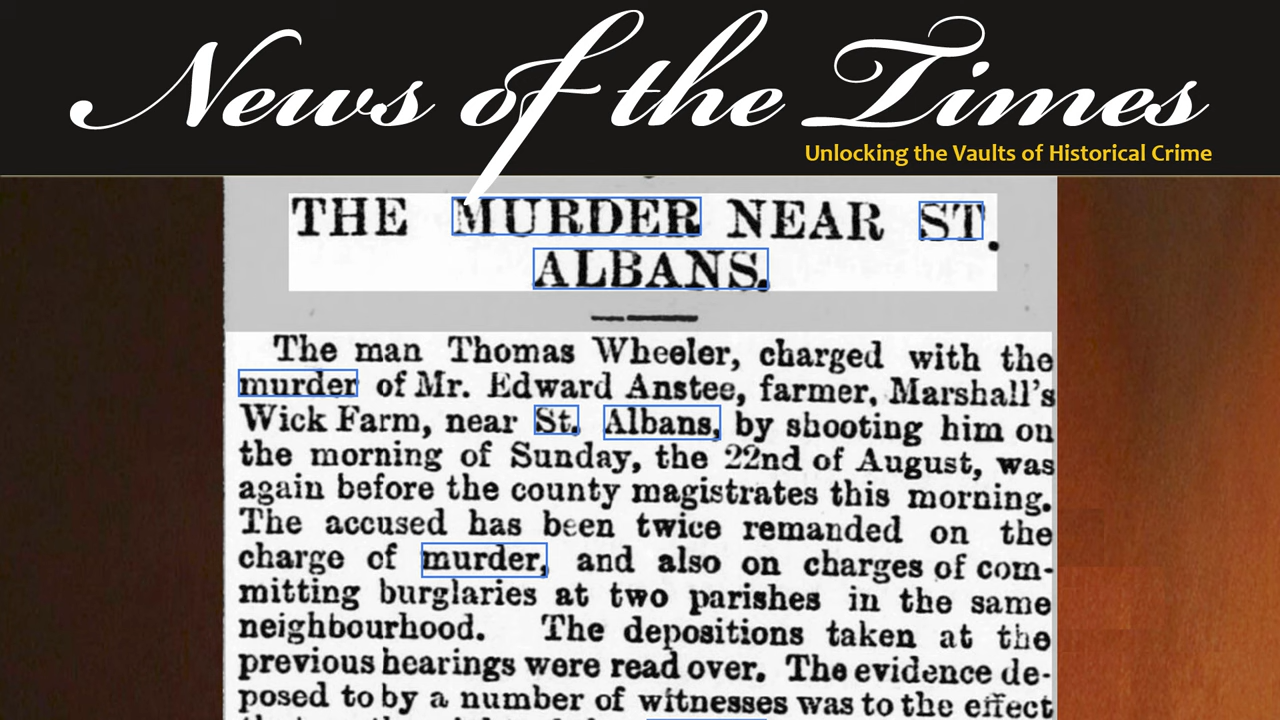 News of the Times
Unlocking the Vaults of Historical Crime
THE MURDER NEAR ST.
ALBANS.
The man Thomas Wheeler, charged with the
murder of Mr. Edward Anstee, farmer, Marshall's
Wick Farm, near St. Albans, by shooting him on
the morning of Sunday, the 22nd of August, was
again before the county magistrates this morning.
The accused has been twice remanded on the
charge of murder, and also on charges of com-
mitting burglaries at two parishes in the same
neighbourhood. The depositions taken at the
previous hearings were read over. The evidence de-
posed to by a number of witnesses was to the effect